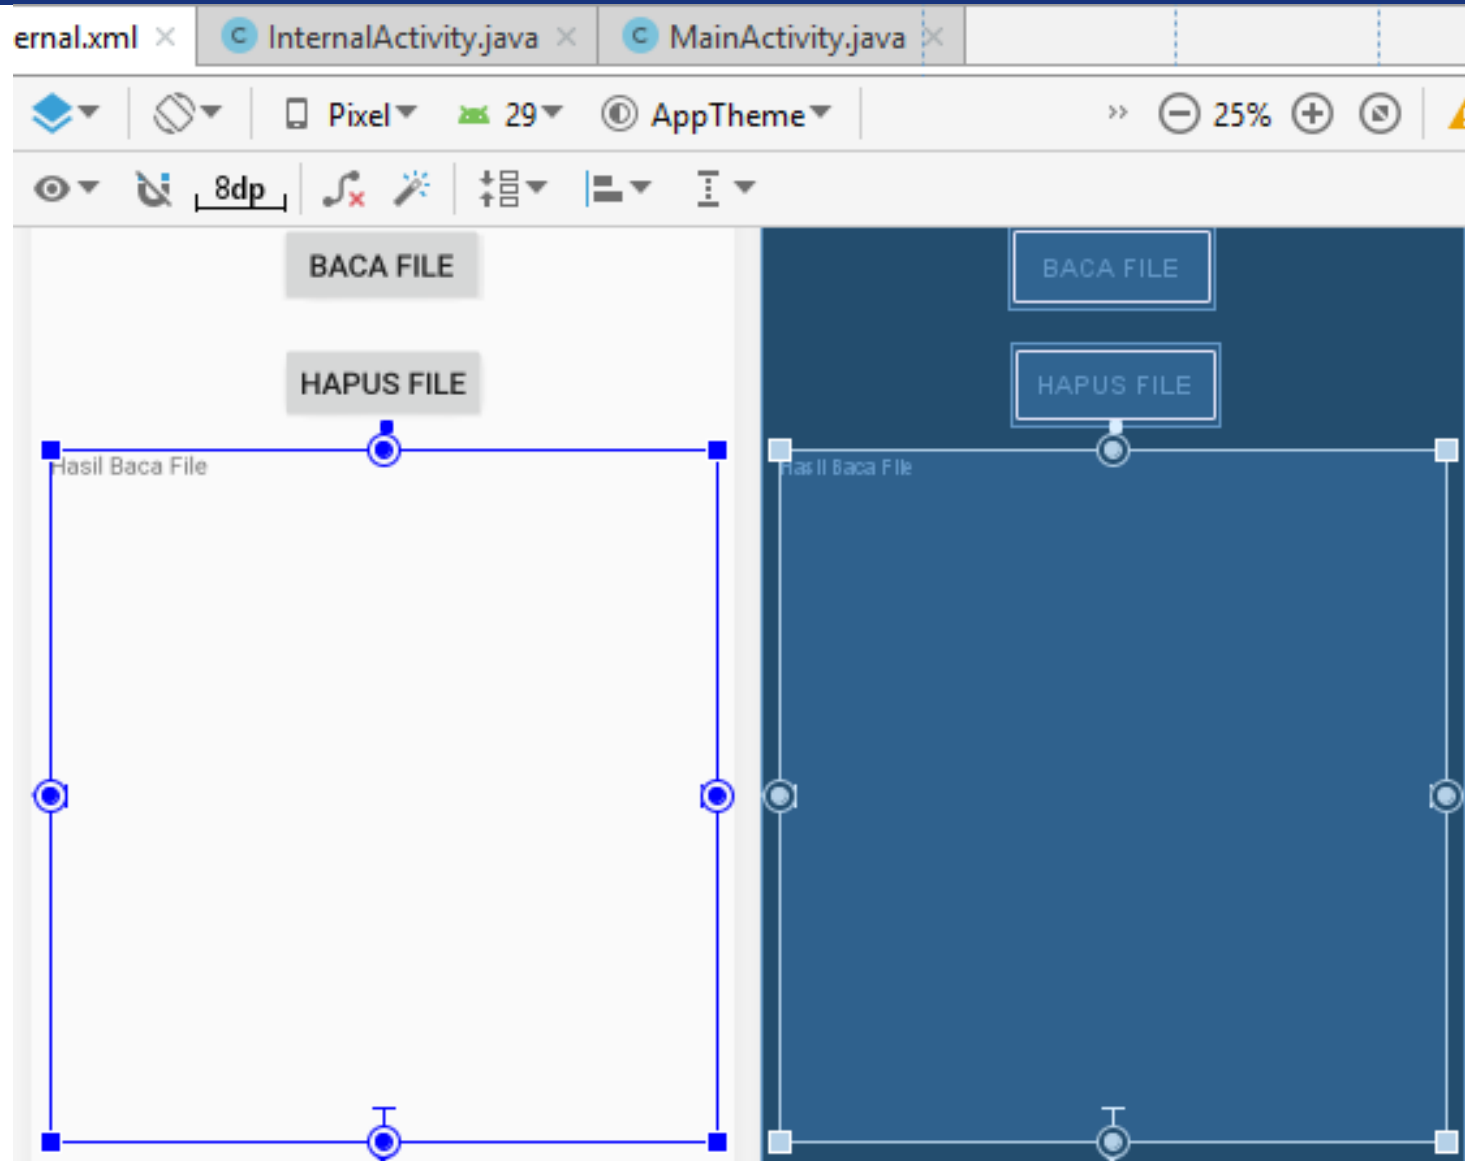 ernal.xml InternalActivity.java MainActivity.java
Pixel 29 AppTheme 25%
8dp
BACA FILE BACA FILE
HAPUS FILE HAPUS FILE
Hasil Baca File Hasil Baca File